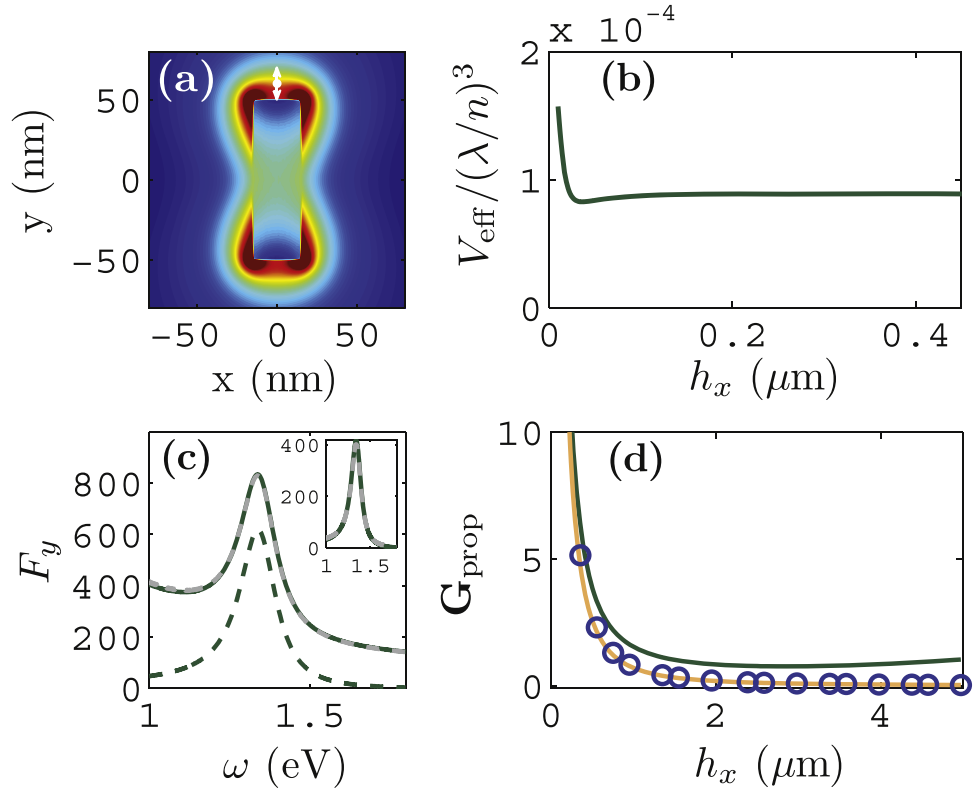 (a)
50
0
−50
y (nm)
−50 0 50
x (nm)
x 10⁻⁴
(b)
2
1
0
V_eff/(λ/n)³
0 0.2 0.4
h_x (μm)
(c)
800
600
400
200
0
F_y
1 1.5
ω (eV)
400
200
0
1 1.5
(d)
10
5
0
G_prop
0 2 4
h_x (μm)